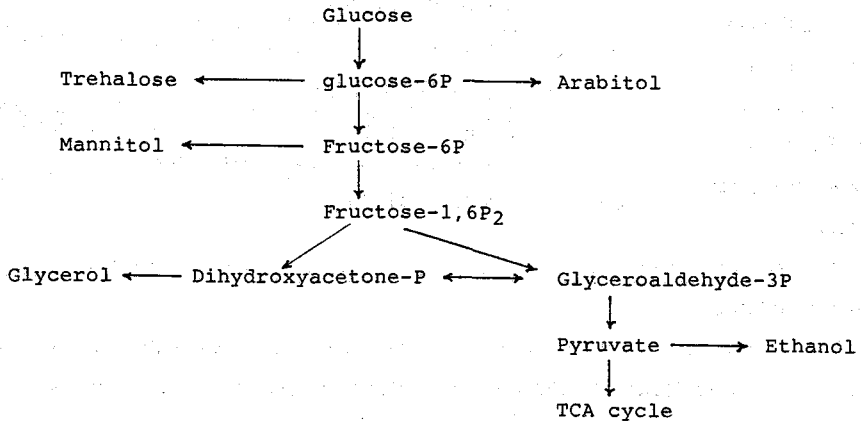 Glucose
Trehalose glucose-6P Arabitol
Mannitol Fructose-6P
Fructose-1,6P2
Glycerol Dihydroxyacetone-P Glyceroaldehyde-3P
Pyruvate Ethanol
TCA cycle